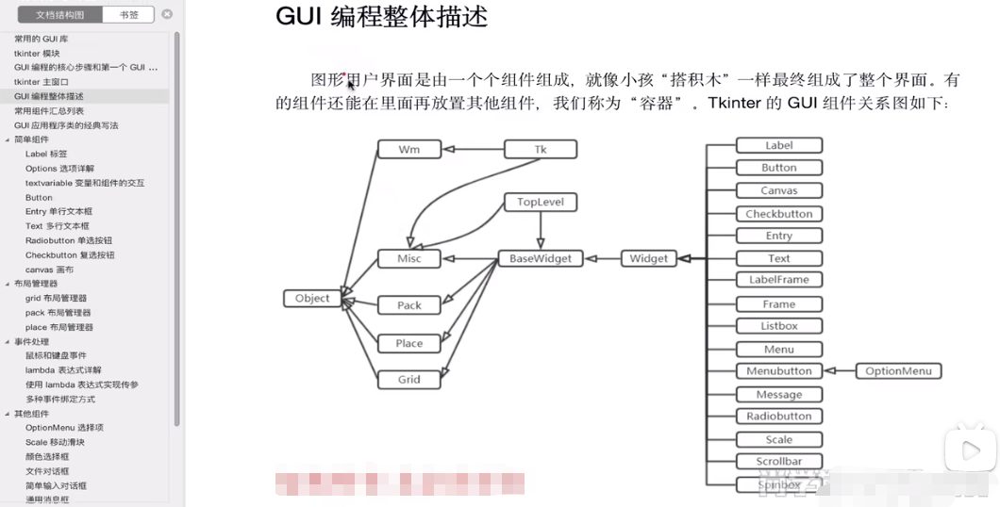 文档结构图
书签
常用的 GUI 库
tkinter 模块
GUI 编程的核心步骤和第一个 GUI …
tkinter 主窗口
GUI 编程整体描述
常用组件汇总列表
GUI 应用程序类的经典写法
简单组件
Label 标签
Options 选项详解
textvariable 变量和组件的交互
Button
Entry 单行文本框
Text 多行文本框
Radiobutton 单选按钮
Checkbutton 复选按钮
canvas 画布
布局管理器
grid 布局管理器
pack 布局管理器
place 布局管理器
事件处理
鼠标和键盘事件
lambda 表达式详解
使用 lambda 表达式实现传参
多种事件绑定方式
其他组件
OptionMenu 选择项
Scale 移动滑块
颜色选择框
文件对话框
简单输入对话框
通用消息框
GUI 编程整体描述
图形用户界面是由一个个组件组成，就像小孩“搭积木”一样最终组成了整个界面。有
的组件还能在里面再放置其他组件，我们称为“容器”。Tkinter 的 GUI 组件关系图如下：
Wm
Tk
TopLevel
Misc
BaseWidget
Widget
Object
Pack
Place
Grid
Label
Button
Canvas
Checkbutton
Entry
Text
LabelFrame
Frame
Listbox
Menu
Menubutton
OptionMenu
Message
Radiobutton
Scale
Scrollbar
Spinbox